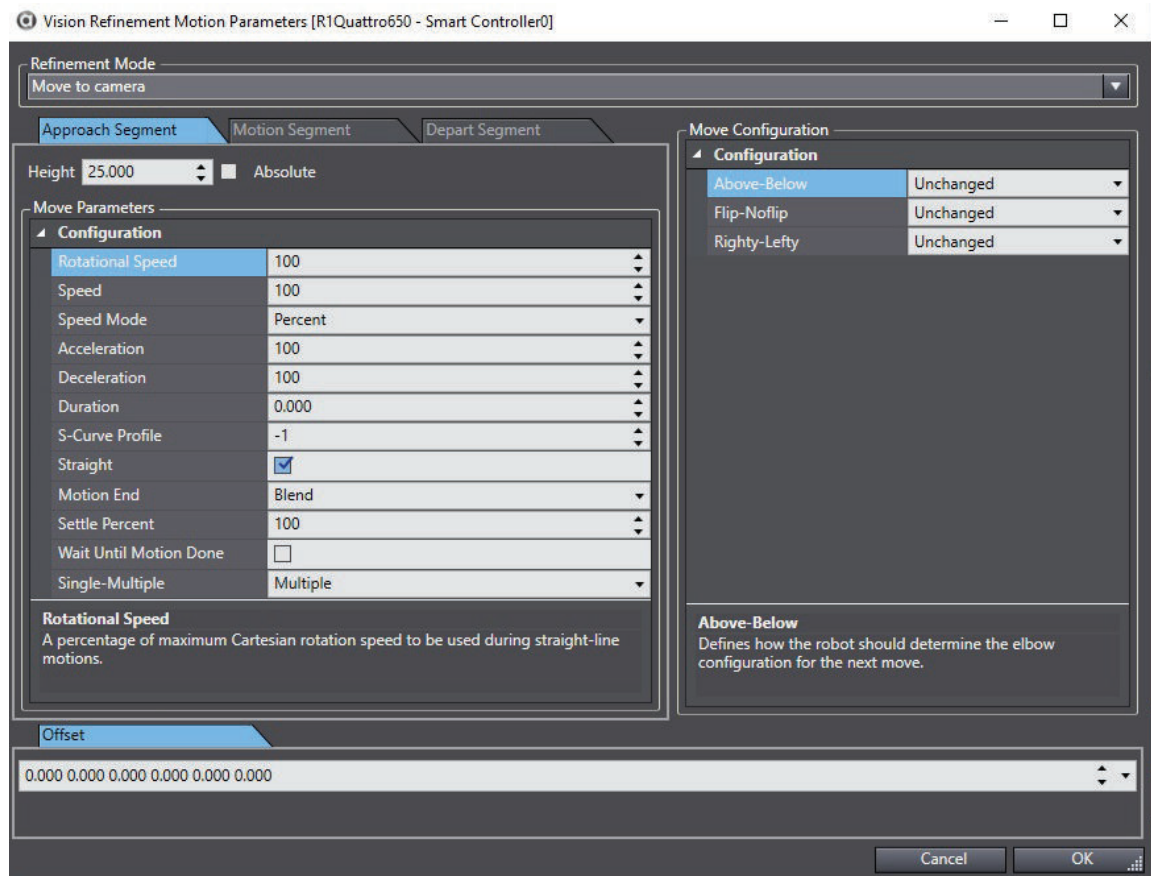 Vision Refinement Motion Parameters [R1Quattro650 - Smart Controller0]
Refinement Mode
Move to camera
Approach Segment Motion Segment Depart Segment
Height 25.000 Absolute
Move Parameters
Configuration
Rotational Speed 100
Speed 100
Speed Mode Percent
Acceleration 100
Deceleration 100
Duration 0.000
S-Curve Profile -1
Straight
Motion End Blend
Settle Percent 100
Wait Until Motion Done
Single-Multiple Multiple
Rotational Speed
A percentage of maximum Cartesian rotation speed to be used during straight-line
motions.
Move Configuration
Configuration
Above-Below Unchanged
Flip-Noflip Unchanged
Righty-Lefty Unchanged
Above-Below
Defines how the robot should determine the elbow
configuration for the next move.
Offset
0.000 0.000 0.000 0.000 0.000 0.000
Cancel OK